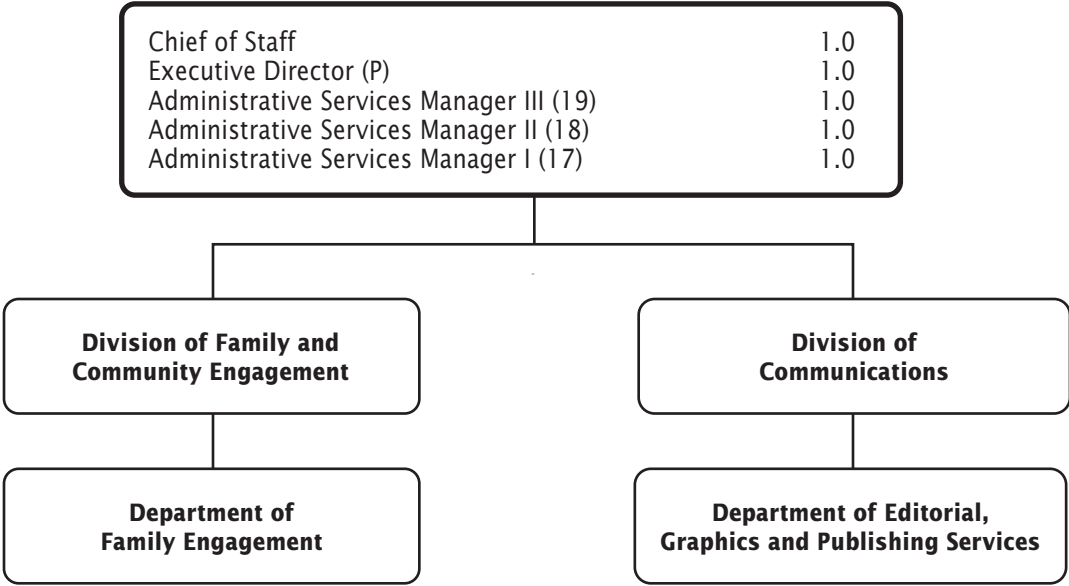 Chief of Staff 1.0
Executive Director (P) 1.0
Administrative Services Manager III (19) 1.0
Administrative Services Manager II (18) 1.0
Administrative Services Manager I (17) 1.0
Division of Family and
Community Engagement
Division of
Communications
Department of
Family Engagement
Department of Editorial,
Graphics and Publishing Services